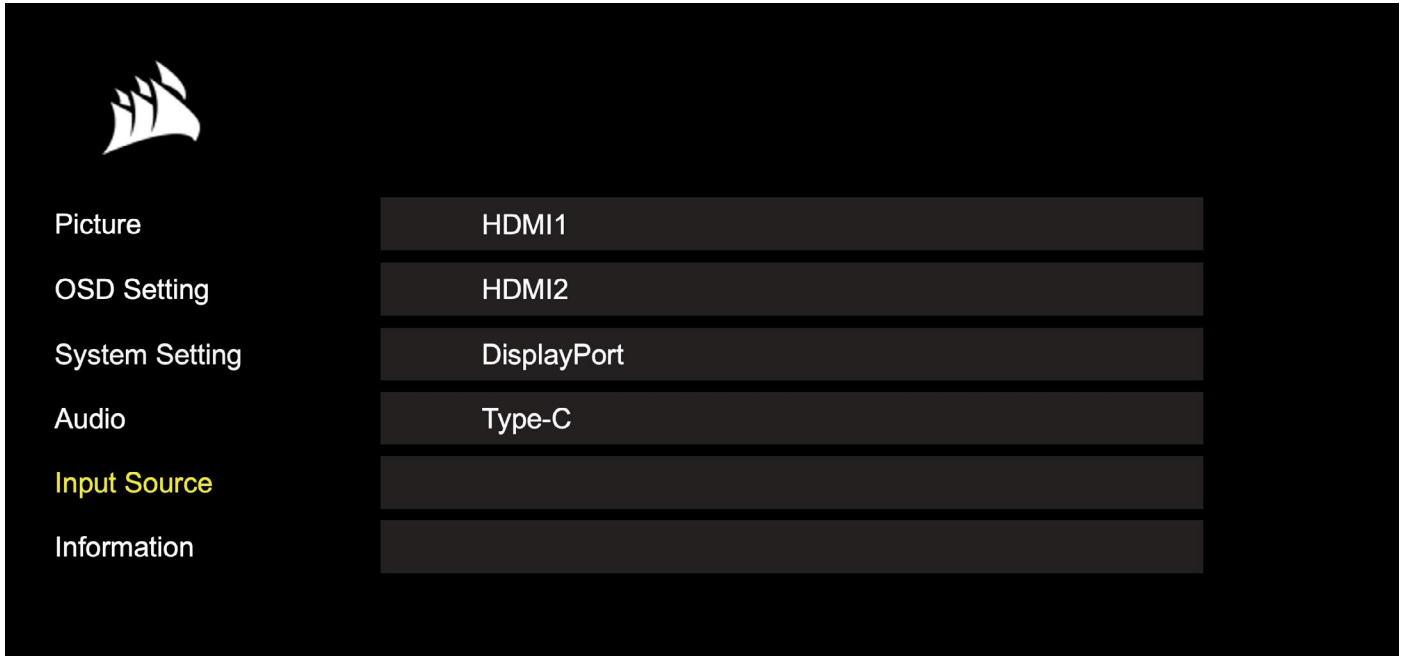 Picture
HDMI1
OSD Setting
HDMI2
System Setting
DisplayPort
Audio
Type-C
Input Source
Information